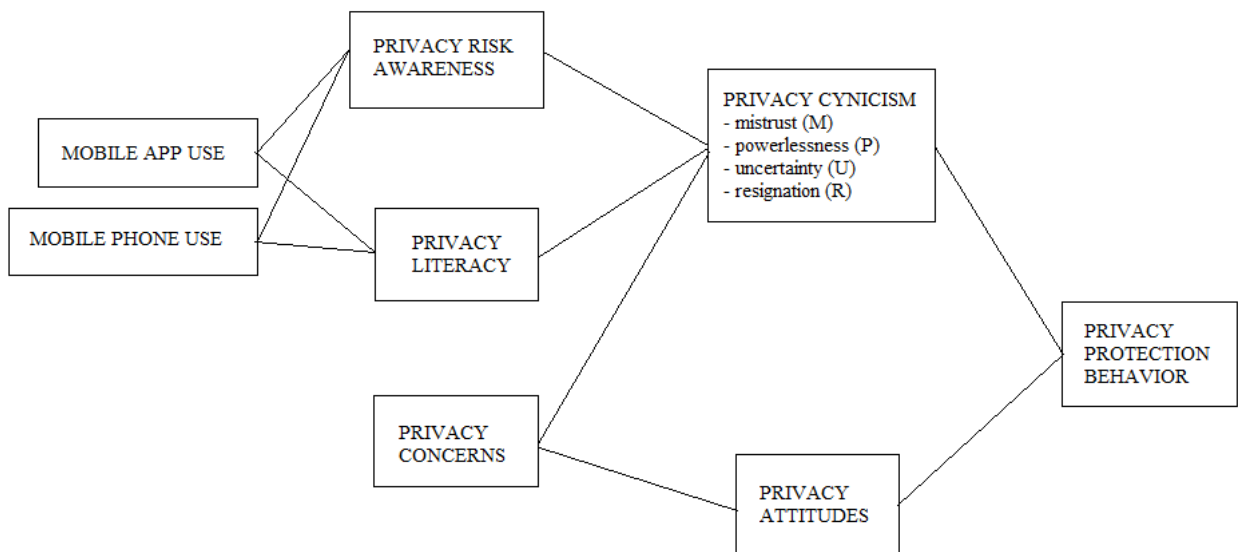 PRIVACY RISK
AWARENESS
MOBILE APP USE
MOBILE PHONE USE
PRIVACY
LITERACY
PRIVACY
CONCERNS
PRIVACY CYNICISM
- mistrust (M)
- powerlessness (P)
- uncertainty (U)
- resignation (R)
PRIVACY
ATTITUDES
PRIVACY
PROTECTION
BEHAVIOR